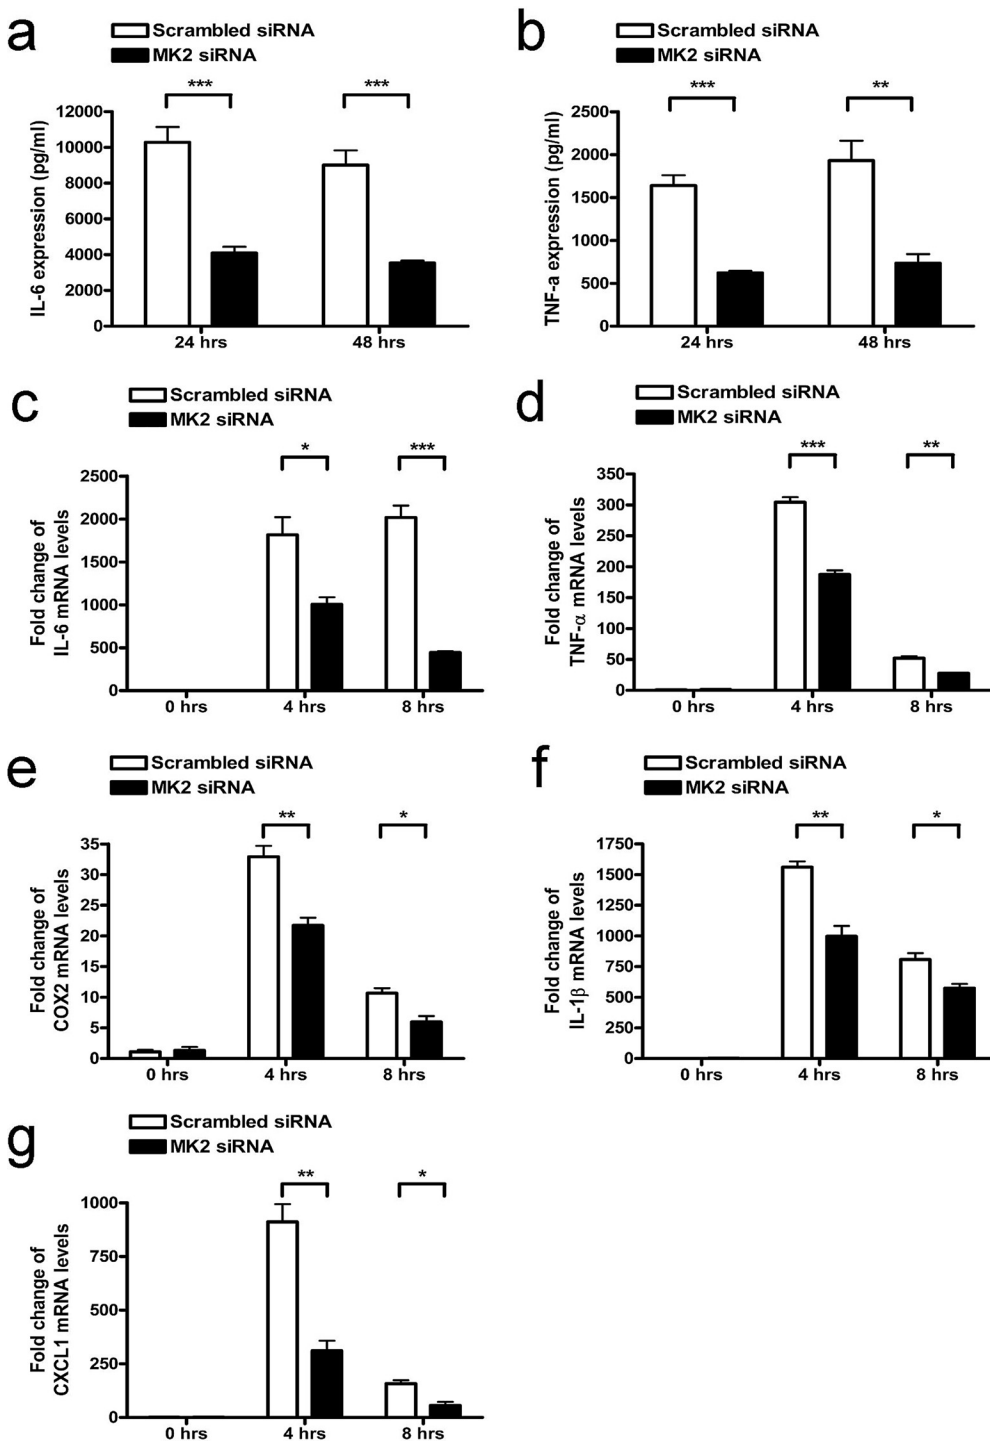 a
Scrambled siRNA
MK2 siRNA
*** ***
IL-6 expression (pg/ml)
12000
10000
8000
6000
4000
2000
0
24 hrs 48 hrs
b
Scrambled siRNA
MK2 siRNA
*** **
TNF-a expression (pg/ml)
2500
2000
1500
1000
500
0
24 hrs 48 hrs
c
Scrambled siRNA
MK2 siRNA
* ***
Fold change of
IL-6 mRNA levels
2500
2000
1500
1000
500
0
0 hrs 4 hrs 8 hrs
d
Scrambled siRNA
MK2 siRNA
*** **
Fold change of
TNF-α mRNA levels
350
300
250
200
150
100
50
0
0 hrs 4 hrs 8 hrs
e
Scrambled siRNA
MK2 siRNA
** *
Fold change of
COX2 mRNA levels
35
30
25
20
15
10
5
0
0 hrs 4 hrs 8 hrs
f
Scrambled siRNA
MK2 siRNA
** *
Fold change of
IL-1β mRNA levels
1750
1500
1250
1000
750
500
250
0
0 hrs 4 hrs 8 hrs
g
Scrambled siRNA
MK2 siRNA
** *
Fold change of
CXCL1 mRNA levels
1000
750
500
250
0
0 hrs 4 hrs 8 hrs